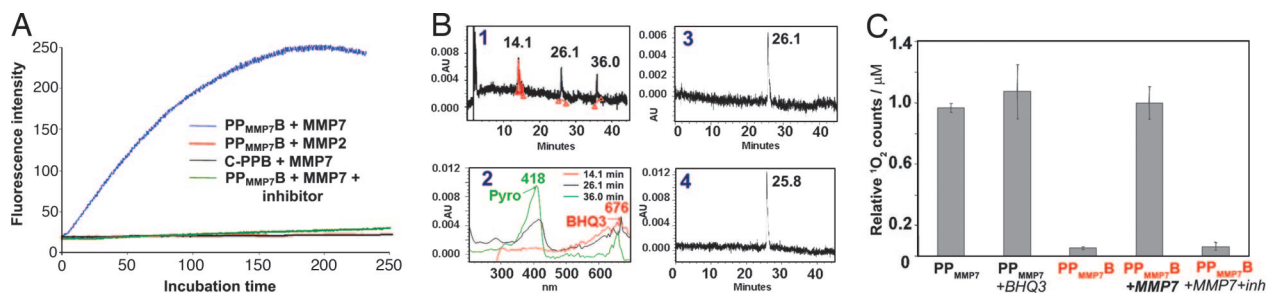 A
Fluorescence intensity
250
200
150
100
50
0
PPMMP7B + MMP7
PPMMP7B + MMP2
C-PPB + MMP7
PPMMP7B + MMP7 +
inhibitor
0 50 100 150 200 250
Incubation time
B
1
AU
0.008
0.004
0.000
14.1
26.1
36.0
10 20 30 40
Minutes
3
AU
0.006
0.004
0.002
0.000
26.1
0 10 20 30 40
Minutes
2
AU
0.012
0.008
0.004
0.000
418
Pyro
14.1 min
26.1 min
36.0 min
676
BHQ3
300 400 500 600
nm
4
AU
0.012
0.008
0.004
0.000
25.8
0 10 20 30 40
Minutes
C
Relative 1O2 counts / μM
1.4
1.0
0.6
0.2
0
PPMMP7
PPMMP7
+BHQ3
PPMMP7B
PPMMP7B
+MMP7
PPMMP7B
+MMP7+inh